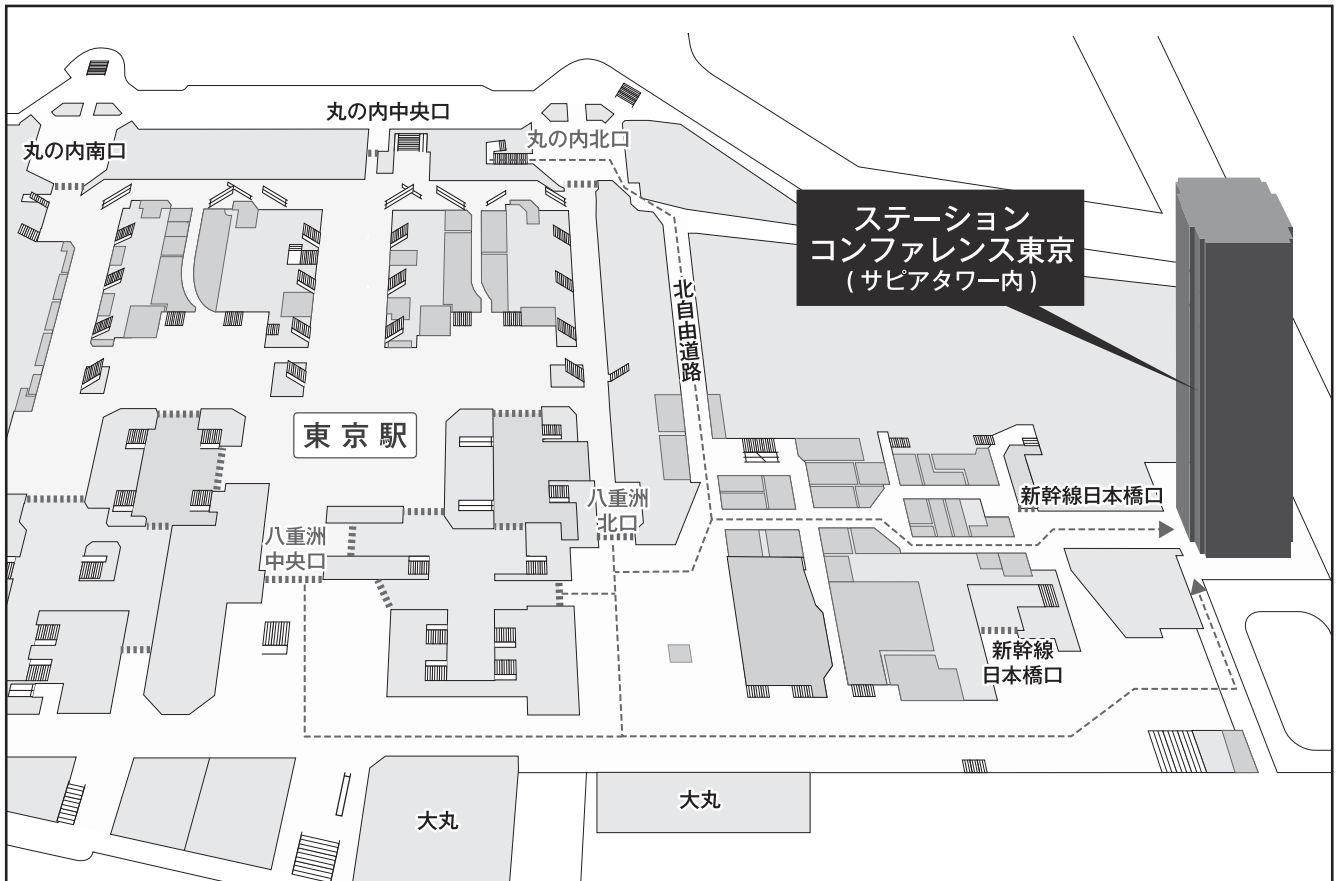 丸の内中央口
丸の内北口
丸の内南口
ステーション
コンファレンス東京
(サピアタワー内)
北自由道路
東京駅
新幹線日本橋口
八重洲
北口
八重洲
中央口
新幹線
日本橋口
大丸
大丸